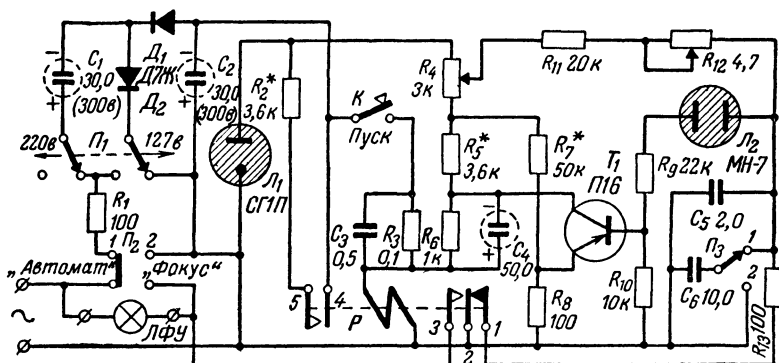 C₁
30,0
(300в)
Д₁
Д7Ж
Д₂
C₂
30,0
(300в)
R₂*
3,6к
К
Пуск
R₄
3к
R₁₁ 20к
R₁₂ 4,7
220в
П₁
127в
Л₁
СГ1П
R₅*
3,6к
R₇*
50к
Т₁
П16
R₉ 22к
Л₂
МН-7
R₁
100
C₃
0,5
R₃
0,1
R₆
1к
C₄
50,0
C₅ 2,0
П₃
1
2
C₆ 10,0
„Автомат“
1
П₂
2
„Фокус“
5
4
Р
3
2
1
R₈
100
R₁₀
10к
R₁₃ 100
ЛФУ